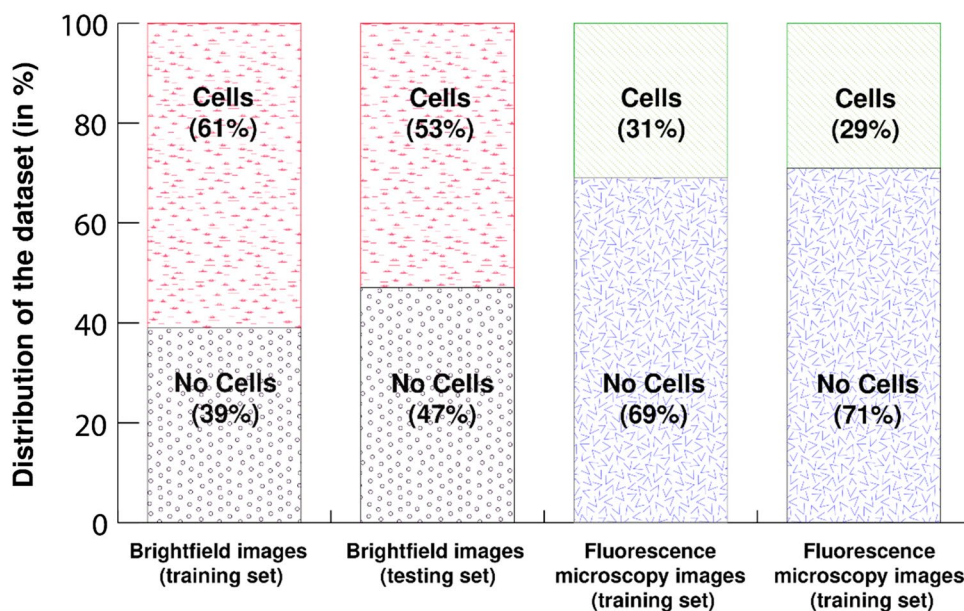 Distribution of the dataset (in %)
100
80
60
40
20
0
Cells
(61%)
No Cells
(39%)
Cells
(53%)
No Cells
(47%)
Cells
(31%)
No Cells
(69%)
Cells
(29%)
No Cells
(71%)
Brightfield images
(training set)
Brightfield images
(testing set)
Fluorescence
microscopy images
(training set)
Fluorescence
microscopy images
(training set)